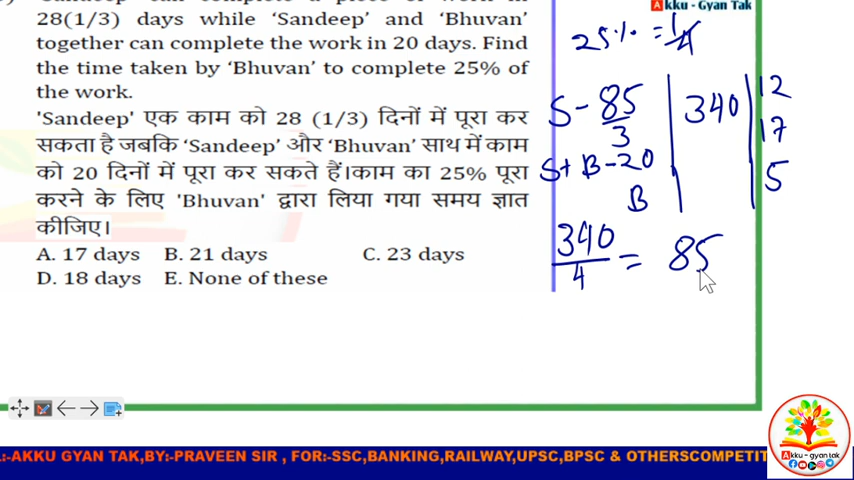 28(1/3) days while 'Sandeep' and 'Bhuvan'
together can complete the work in 20 days. Find
the time taken by 'Bhuvan' to complete 25% of
the work.
'Sandeep' एक काम को 28 (1/3) दिनों में पूरा कर
सकता है जबकि 'Sandeep' और 'Bhuvan' साथ में काम
को 20 दिनों में पूरा कर सकते हैं।काम का 25% पूरा
करने के लिए 'Bhuvan' द्वारा लिया गया समय ज्ञात
कीजिए।
A. 17 days B. 21 days C. 23 days
D. 18 days E. None of these
Akku - Gyan Tak
25% = 1/4
S - 85/3 340 12
17
S+B - 20
B 5
340/4 = 85
Akku - gyan tak
:-AKKU GYAN TAK,BY:-PRAVEEN SIR , FOR:-SSC,BANKING,RAILWAY,UPSC,BPSC & OTHERSCOMPETIT